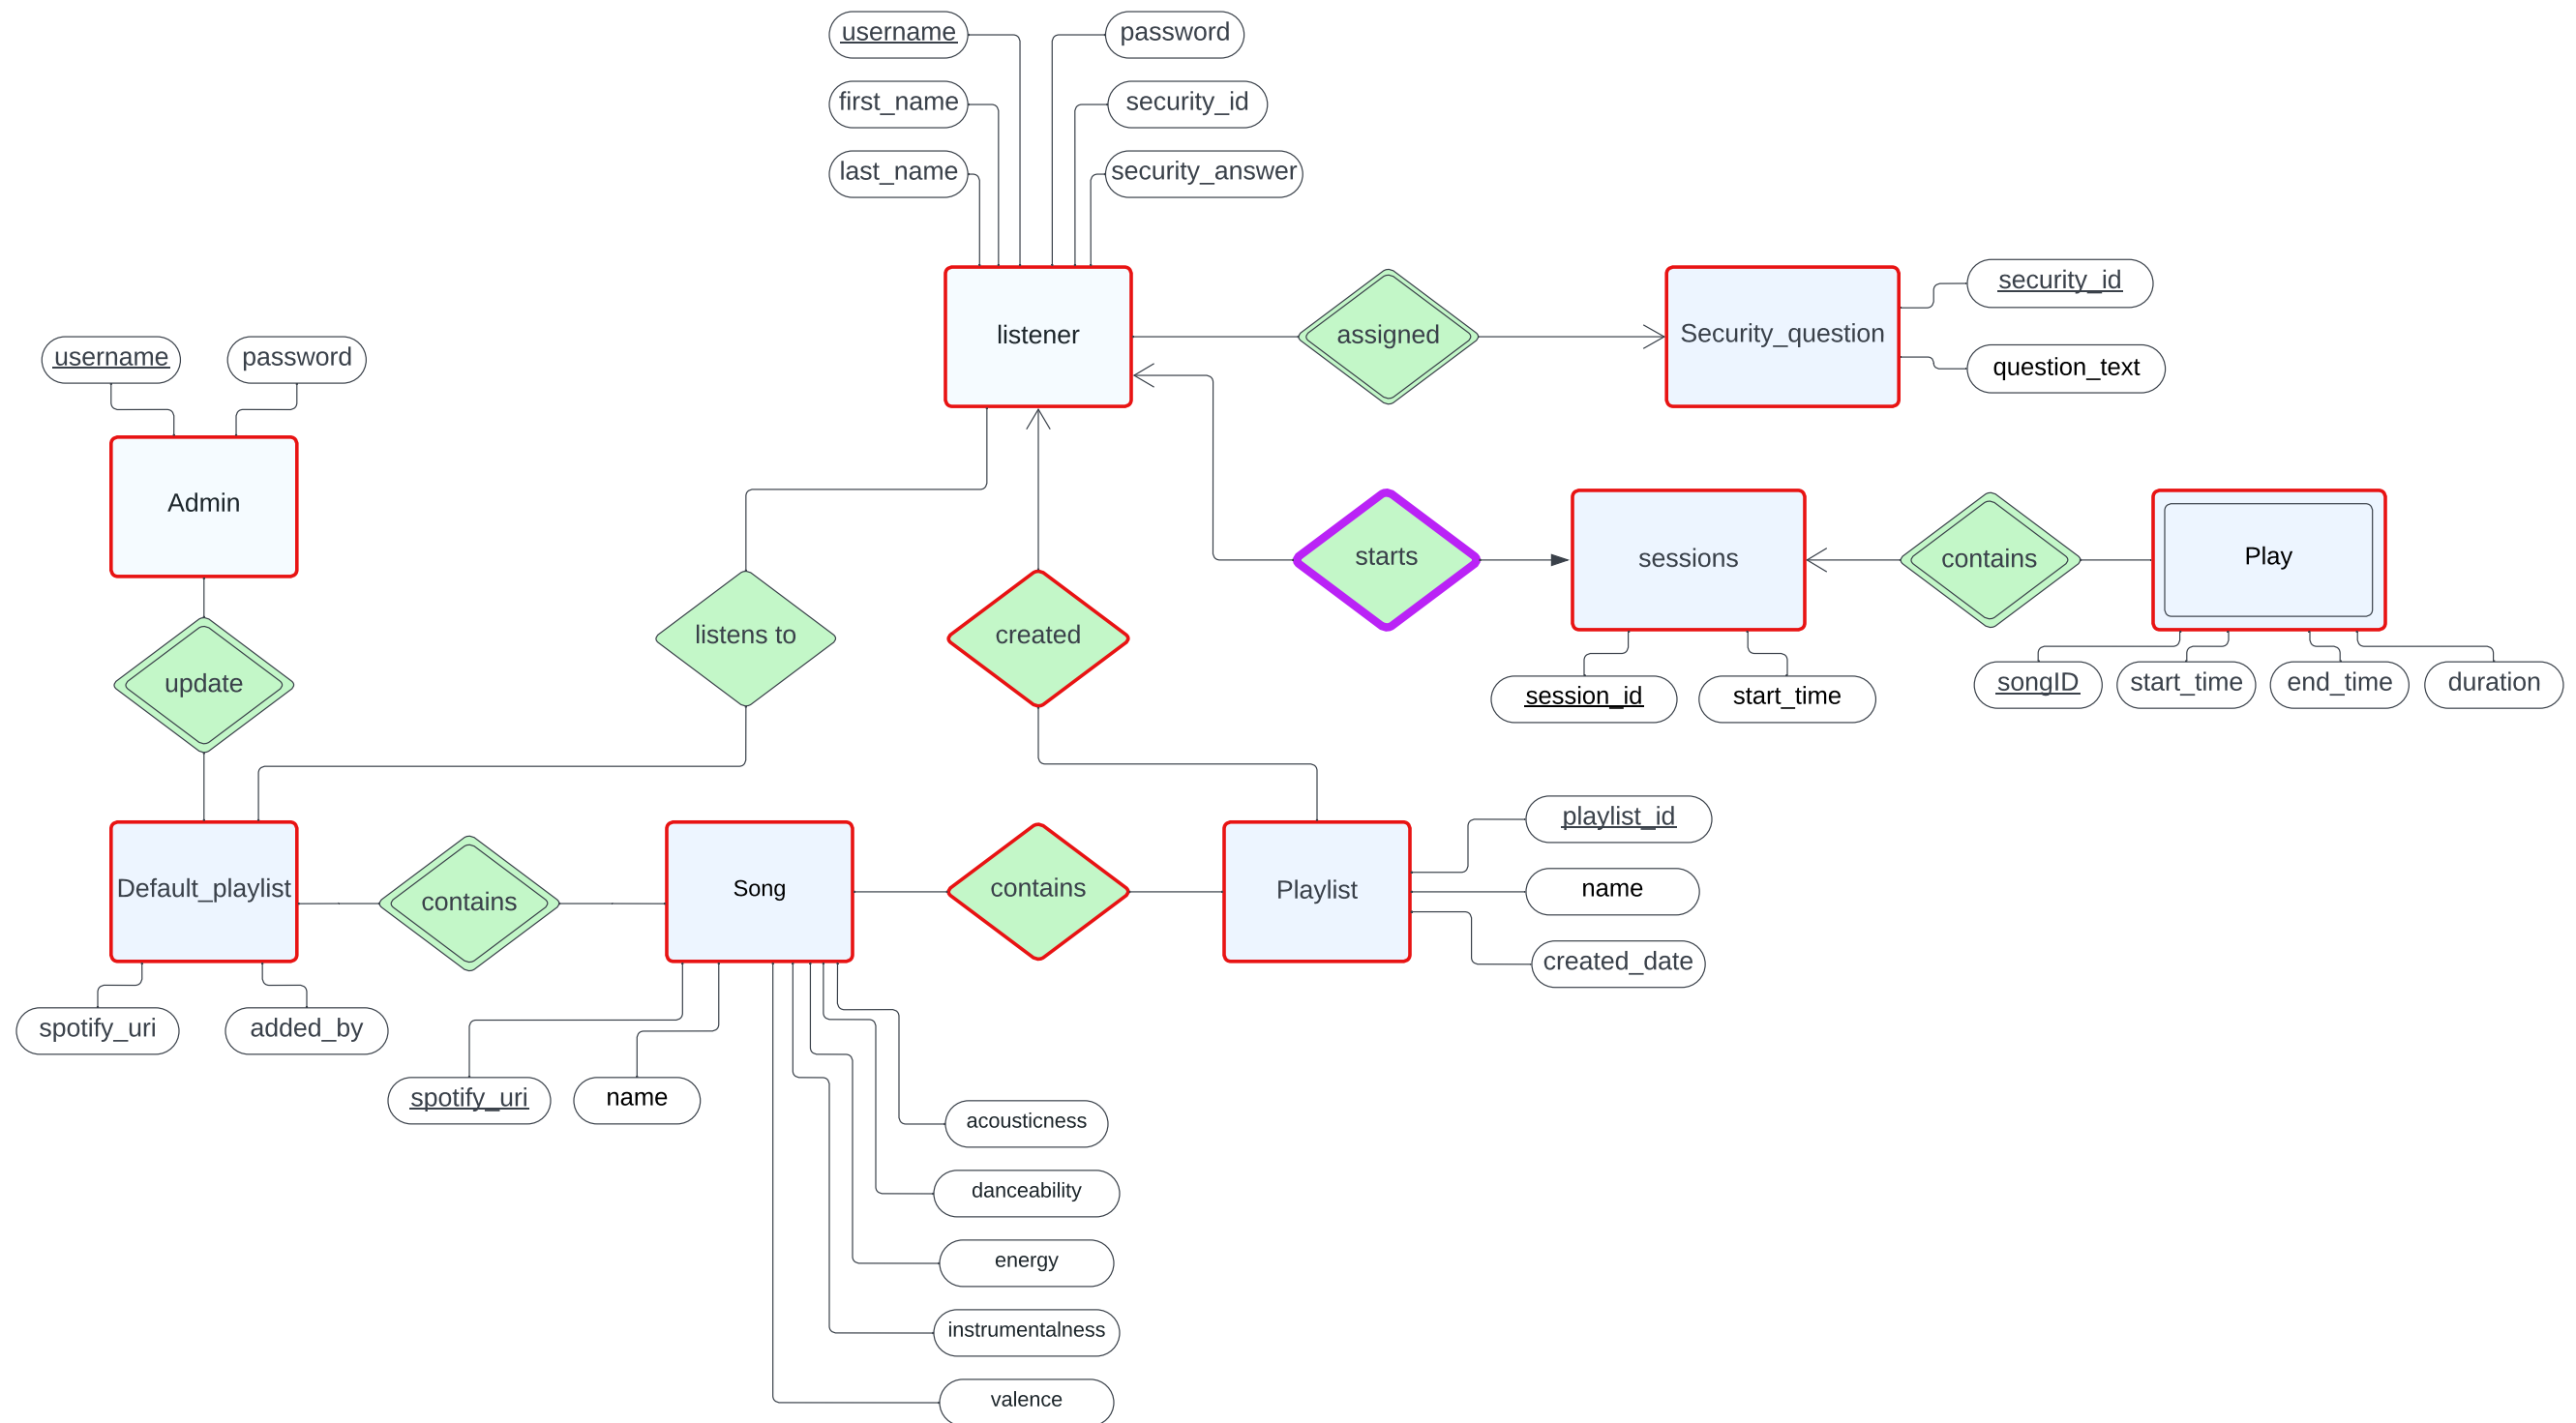 username
password
first_name
security_id
last_name
security_answer
listener
assigned
Security_question
security_id
question_text
username
password
Admin
update
listens to
created
starts
sessions
contains
Play
session_id
start_time
songID
start_time
end_time
duration
Default_playlist
contains
Song
contains
Playlist
playlist_id
name
created_date
spotify_uri
added_by
spotify_uri
name
acousticness
danceability
energy
instrumentalness
valence